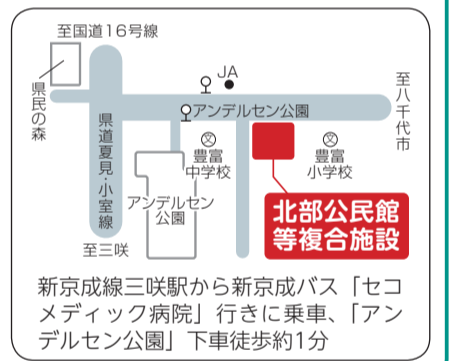 至国道16号線
県民の森
県道夏見・小室線
至三咲
JA
アンデルセン公園
至八千代市
文
豊富
中学校
文
豊富
小学校
アンデルセン
公園
北部公民館
等複合施設
新京成線三咲駅から新京成バス「セコ
メディック病院」行きに乗車、「アン
デルセン公園」下車徒歩約1分